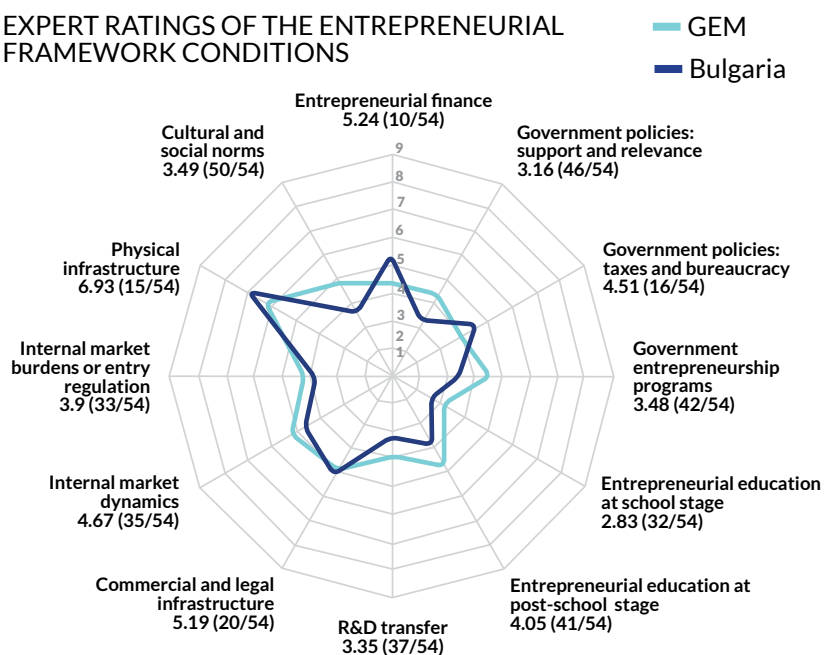 EXPERT RATINGS OF THE ENTREPRENEURIAL
FRAMEWORK CONDITIONS
GEM
Bulgaria
Entrepreneurial finance
5.24 (10/54)
Government policies:
support and relevance
3.16 (46/54)
Government policies:
taxes and bureaucracy
4.51 (16/54)
Government
entrepreneurship
programs
3.48 (42/54)
Entrepreneurial education
at school stage
2.83 (32/54)
Entrepreneurial education at
post-school stage
4.05 (41/54)
R&D transfer
3.35 (37/54)
Commercial and legal
infrastructure
5.19 (20/54)
Internal market
dynamics
4.67 (35/54)
Internal market
burdens or entry
regulation
3.9 (33/54)
Physical
infrastructure
6.93 (15/54)
Cultural and
social norms
3.49 (50/54)
9
8
7
6
5
4
3
2
1